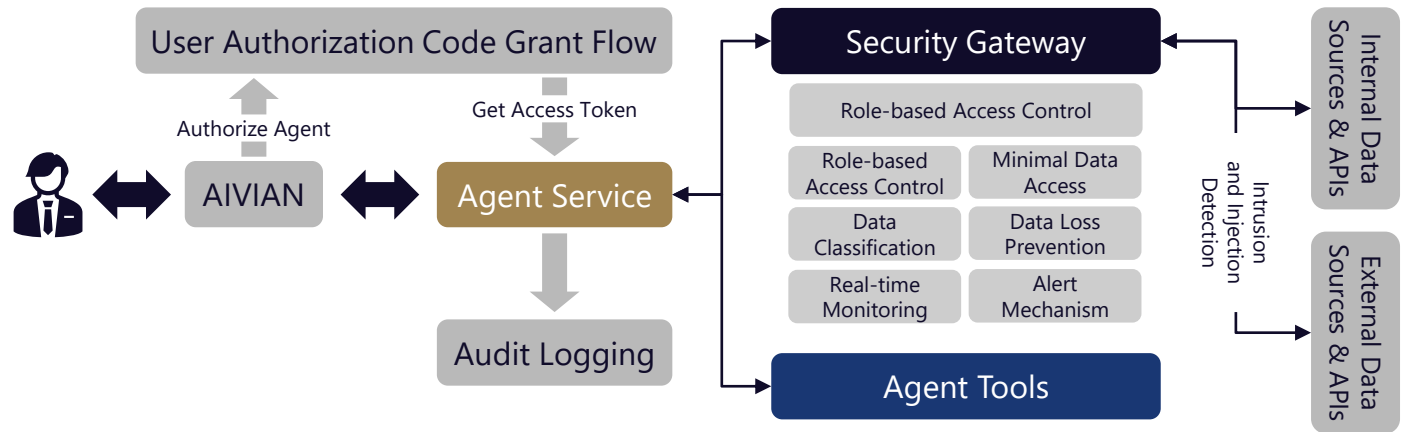 User Authorization Code Grant Flow
Authorize Agent
Get Access Token
AIVIAN
Agent Service
Audit Logging
Security Gateway
Role-based Access Control
Role-based
Access Control
Minimal Data
Access
Data
Classification
Data Loss
Prevention
Real-time
Monitoring
Alert
Mechanism
Agent Tools
Intrusion
and Injection
Detection
Internal Data
Sources & APIs
External Data
Sources & APIs